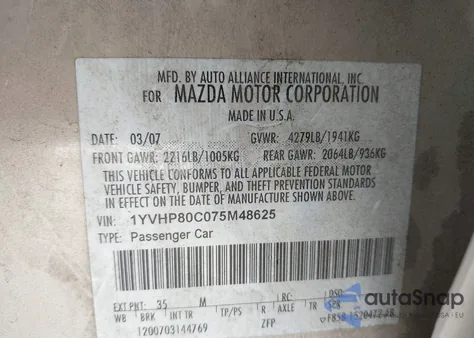 MFD. BY AUTO ALLIANCE INTERNATIONAL, INC.
FOR MAZDA MOTOR CORPORATION
MADE IN U.S.A.
DATE: 03/07 GVWR: 4279LB/1941KG
FRONT GAWR: 2216LB/1005KG REAR GAWR: 2064LB/936KG
THIS VEHICLE CONFORMS TO ALL APPLICABLE FEDERAL MOTOR
VEHICLE SAFETY, BUMPER, AND THEFT PREVENTION STANDARDS IN
EFFECT ON THE DATE OF MANUFACTURE SHOWN ABOVE.
VIN: 1YVHP80C075M48625
TYPE: Passenger Car
EXT PNT: 35 M RC: DSO:
WB BRK INT TR TP/PS R AXLE TR
1200703144769 ZFP
autoSnap